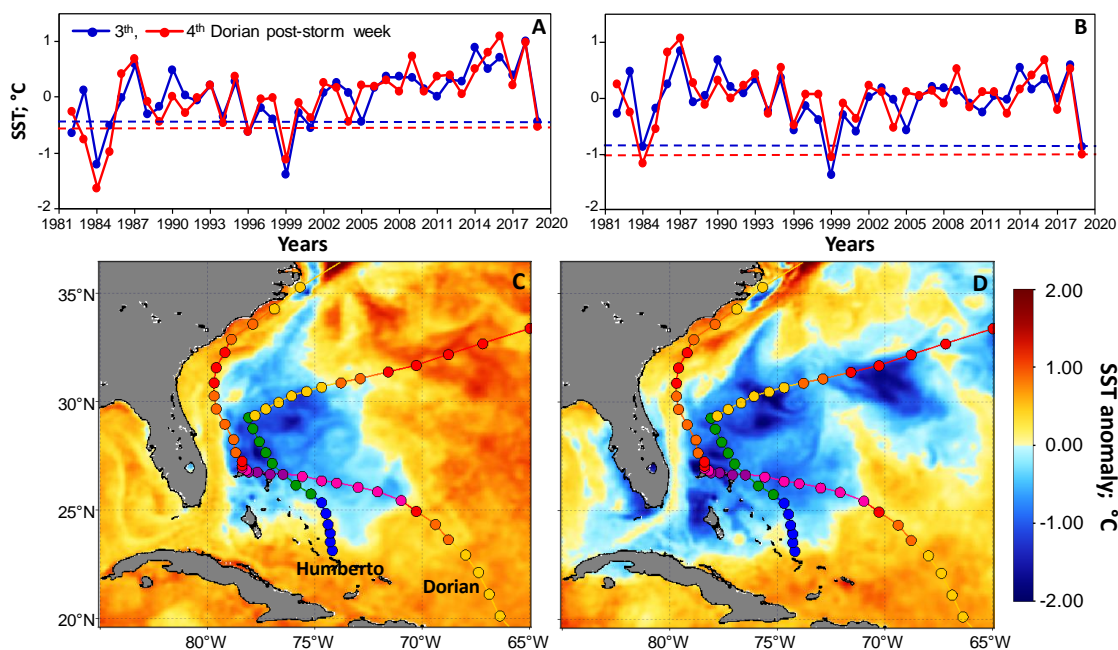 3th, 4th Dorian post-storm week
A
B
SST; °C
1
0
-1
-2
1
0
-1
-2
1981 1984 1987 1990 1993 1996 1999 2002 2005 2008 2011 2014 2017 2020
1981 1984 1987 1990 1993 1996 1999 2002 2005 2008 2011 2014 2017 2020
Years
Years
C
D
35°N
30°N
25°N
20°N
Humberto
Dorian
80°W 75°W 70°W 65°W
80°W 75°W 70°W 65°W
2.00
1.00
0.00
-1.00
-2.00
SST anomaly; °C